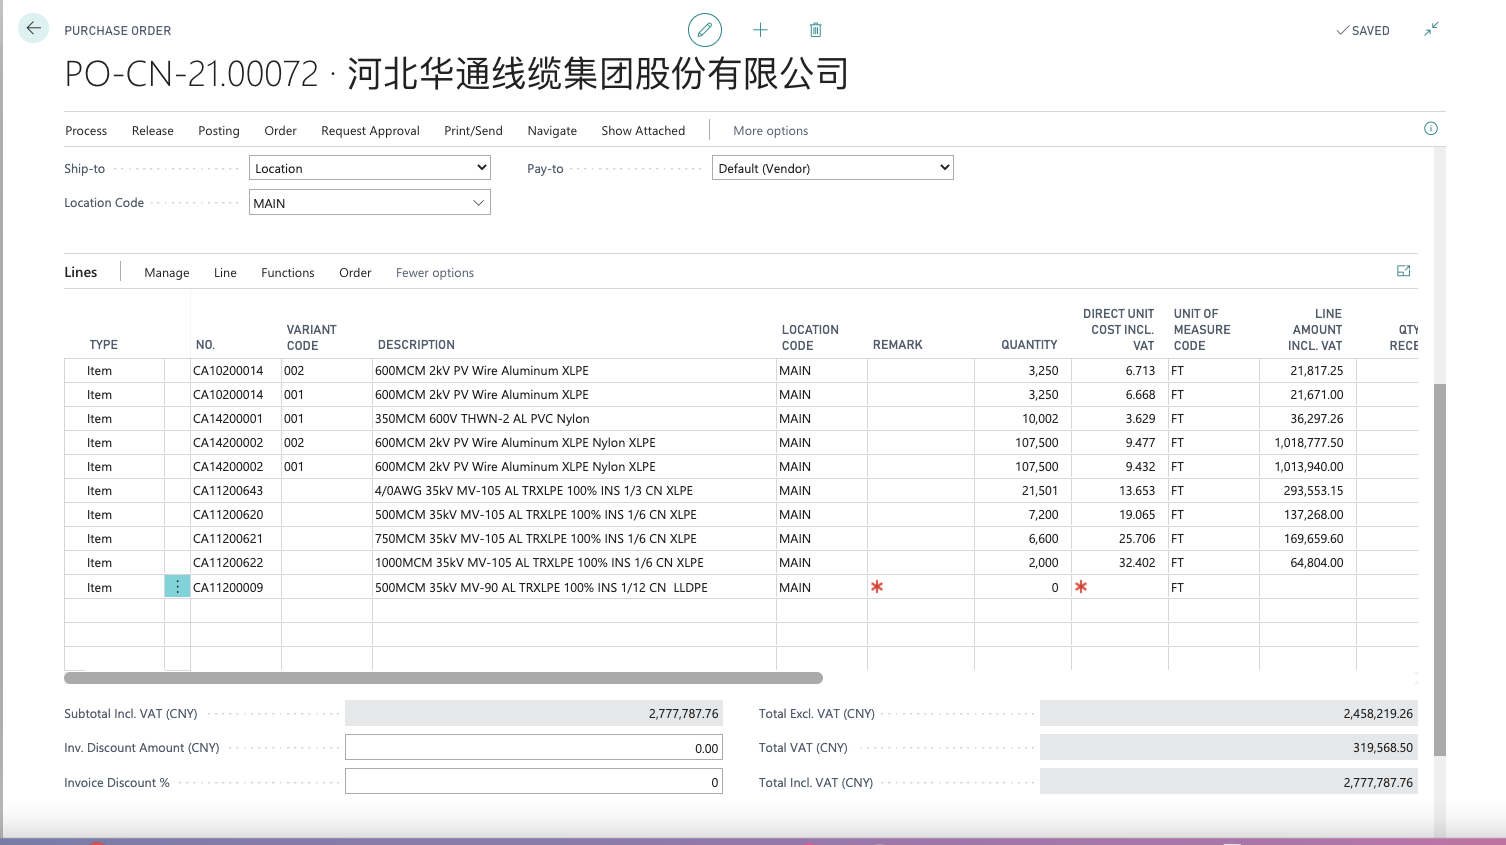 PURCHASE ORDER
SAVED
PO-CN-21.00072 · 河北华通线缆集团股份有限公司
Process Release Posting Order Request Approval Print/Send Navigate Show Attached More options
Ship-to Location Pay-to Default (Vendor)
Location Code MAIN
Lines Manage Line Functions Order Fewer options
TYPE NO. VARIANT CODE DESCRIPTION LOCATION CODE REMARK QUANTITY DIRECT UNIT COST INCL. VAT UNIT OF MEASURE CODE LINE AMOUNT INCL. VAT QTY RECE
Item CA10200014 002 600MCM 2kV PV Wire Aluminum XLPE MAIN 3,250 6.713 FT 21,817.25
Item CA10200014 001 600MCM 2kV PV Wire Aluminum XLPE MAIN 3,250 6.668 FT 21,671.00
Item CA14200001 001 350MCM 600V THWN-2 AL PVC Nylon MAIN 10,002 3.629 FT 36,297.26
Item CA14200002 002 600MCM 2kV PV Wire Aluminum XLPE Nylon XLPE MAIN 107,500 9.477 FT 1,018,777.50
Item CA14200002 001 600MCM 2kV PV Wire Aluminum XLPE Nylon XLPE MAIN 107,500 9.432 FT 1,013,940.00
Item CA11200643 4/0AWG 35kV MV-105 AL TRXLPE 100% INS 1/3 CN XLPE MAIN 21,501 13.653 FT 293,553.15
Item CA11200620 500MCM 35kV MV-105 AL TRXLPE 100% INS 1/6 CN XLPE MAIN 7,200 19.065 FT 137,268.00
Item CA11200621 750MCM 35kV MV-105 AL TRXLPE 100% INS 1/6 CN XLPE MAIN 6,600 25.706 FT 169,659.60
Item CA11200622 1000MCM 35kV MV-105 AL TRXLPE 100% INS 1/6 CN XLPE MAIN 2,000 32.402 FT 64,804.00
Item CA11200009 500MCM 35kV MV-90 AL TRXLPE 100% INS 1/12 CN LLDPE MAIN * 0 * FT
Subtotal Incl. VAT (CNY) 2,777,787.76 Total Excl. VAT (CNY) 2,458,219.26
Inv. Discount Amount (CNY) 0.00 Total VAT (CNY) 319,568.50
Invoice Discount % 0 Total Incl. VAT (CNY) 2,777,787.76